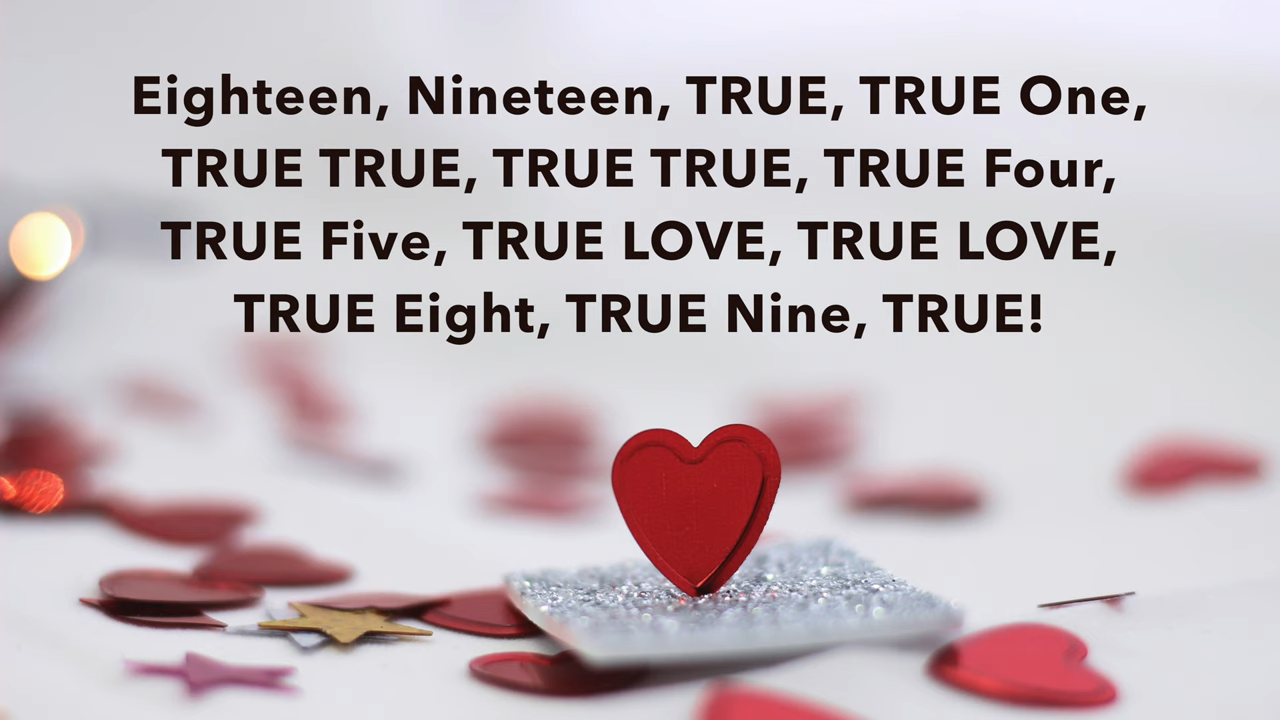 Eighteen, Nineteen, TRUE, TRUE One,
TRUE TRUE, TRUE TRUE, TRUE Four,
TRUE Five, TRUE LOVE, TRUE LOVE,
TRUE Eight, TRUE Nine, TRUE!